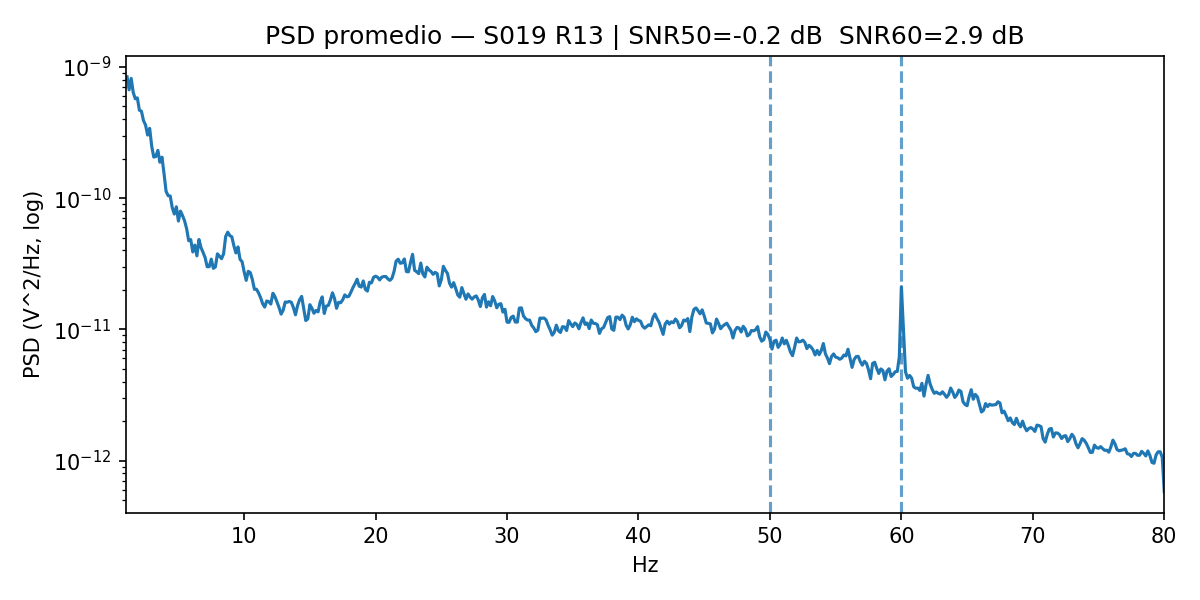 PSD promedio — S019 R13 | SNR50=-0.2 dB  SNR60=2.9 dB
PSD (V^2/Hz, log)
10⁻⁹
10⁻¹⁰
10⁻¹¹
10⁻¹²
10 20 30 40 50 60 70 80
Hz